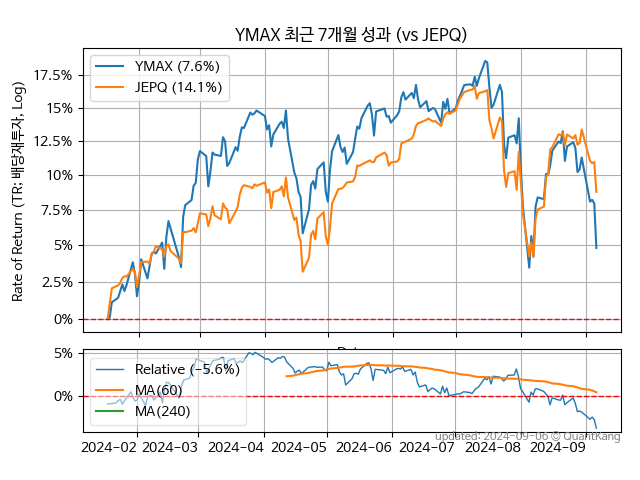 YMAX 최근 7개월 성과 (vs JEPQ)
Rate of Return (TR: 배당재투자, Log)
YMAX (7.6%)
JEPQ (14.1%)
17.5%
15%
12.5%
10%
7.5%
5%
2.5%
0%
5%
0%
Relative (−5.6%)
MA(60)
MA(240)
2024−02
2024−03
2024−04
2024−05
2024−06
2024−07
2024−08
2024−09
updated: 2024−09−06 © QuantKang